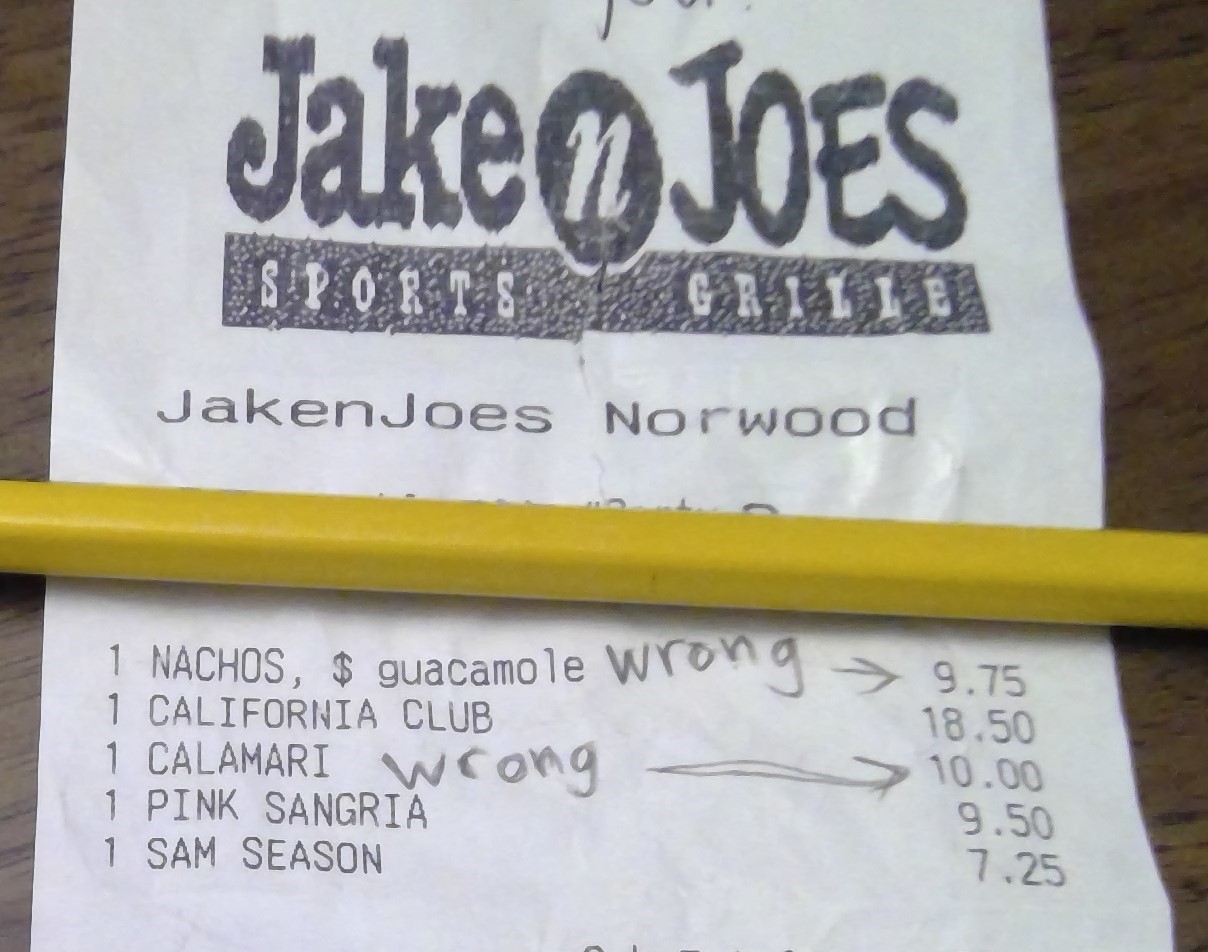 Jake n JOES
SPORTS GRILLE
JakenJoes Norwood
1 NACHOS, $ guacamole wrong → 9.75
1 CALIFORNIA CLUB 18.50
1 CALAMARI wrong → 10.00
1 PINK SANGRIA 9.50
1 SAM SEASON 7.25